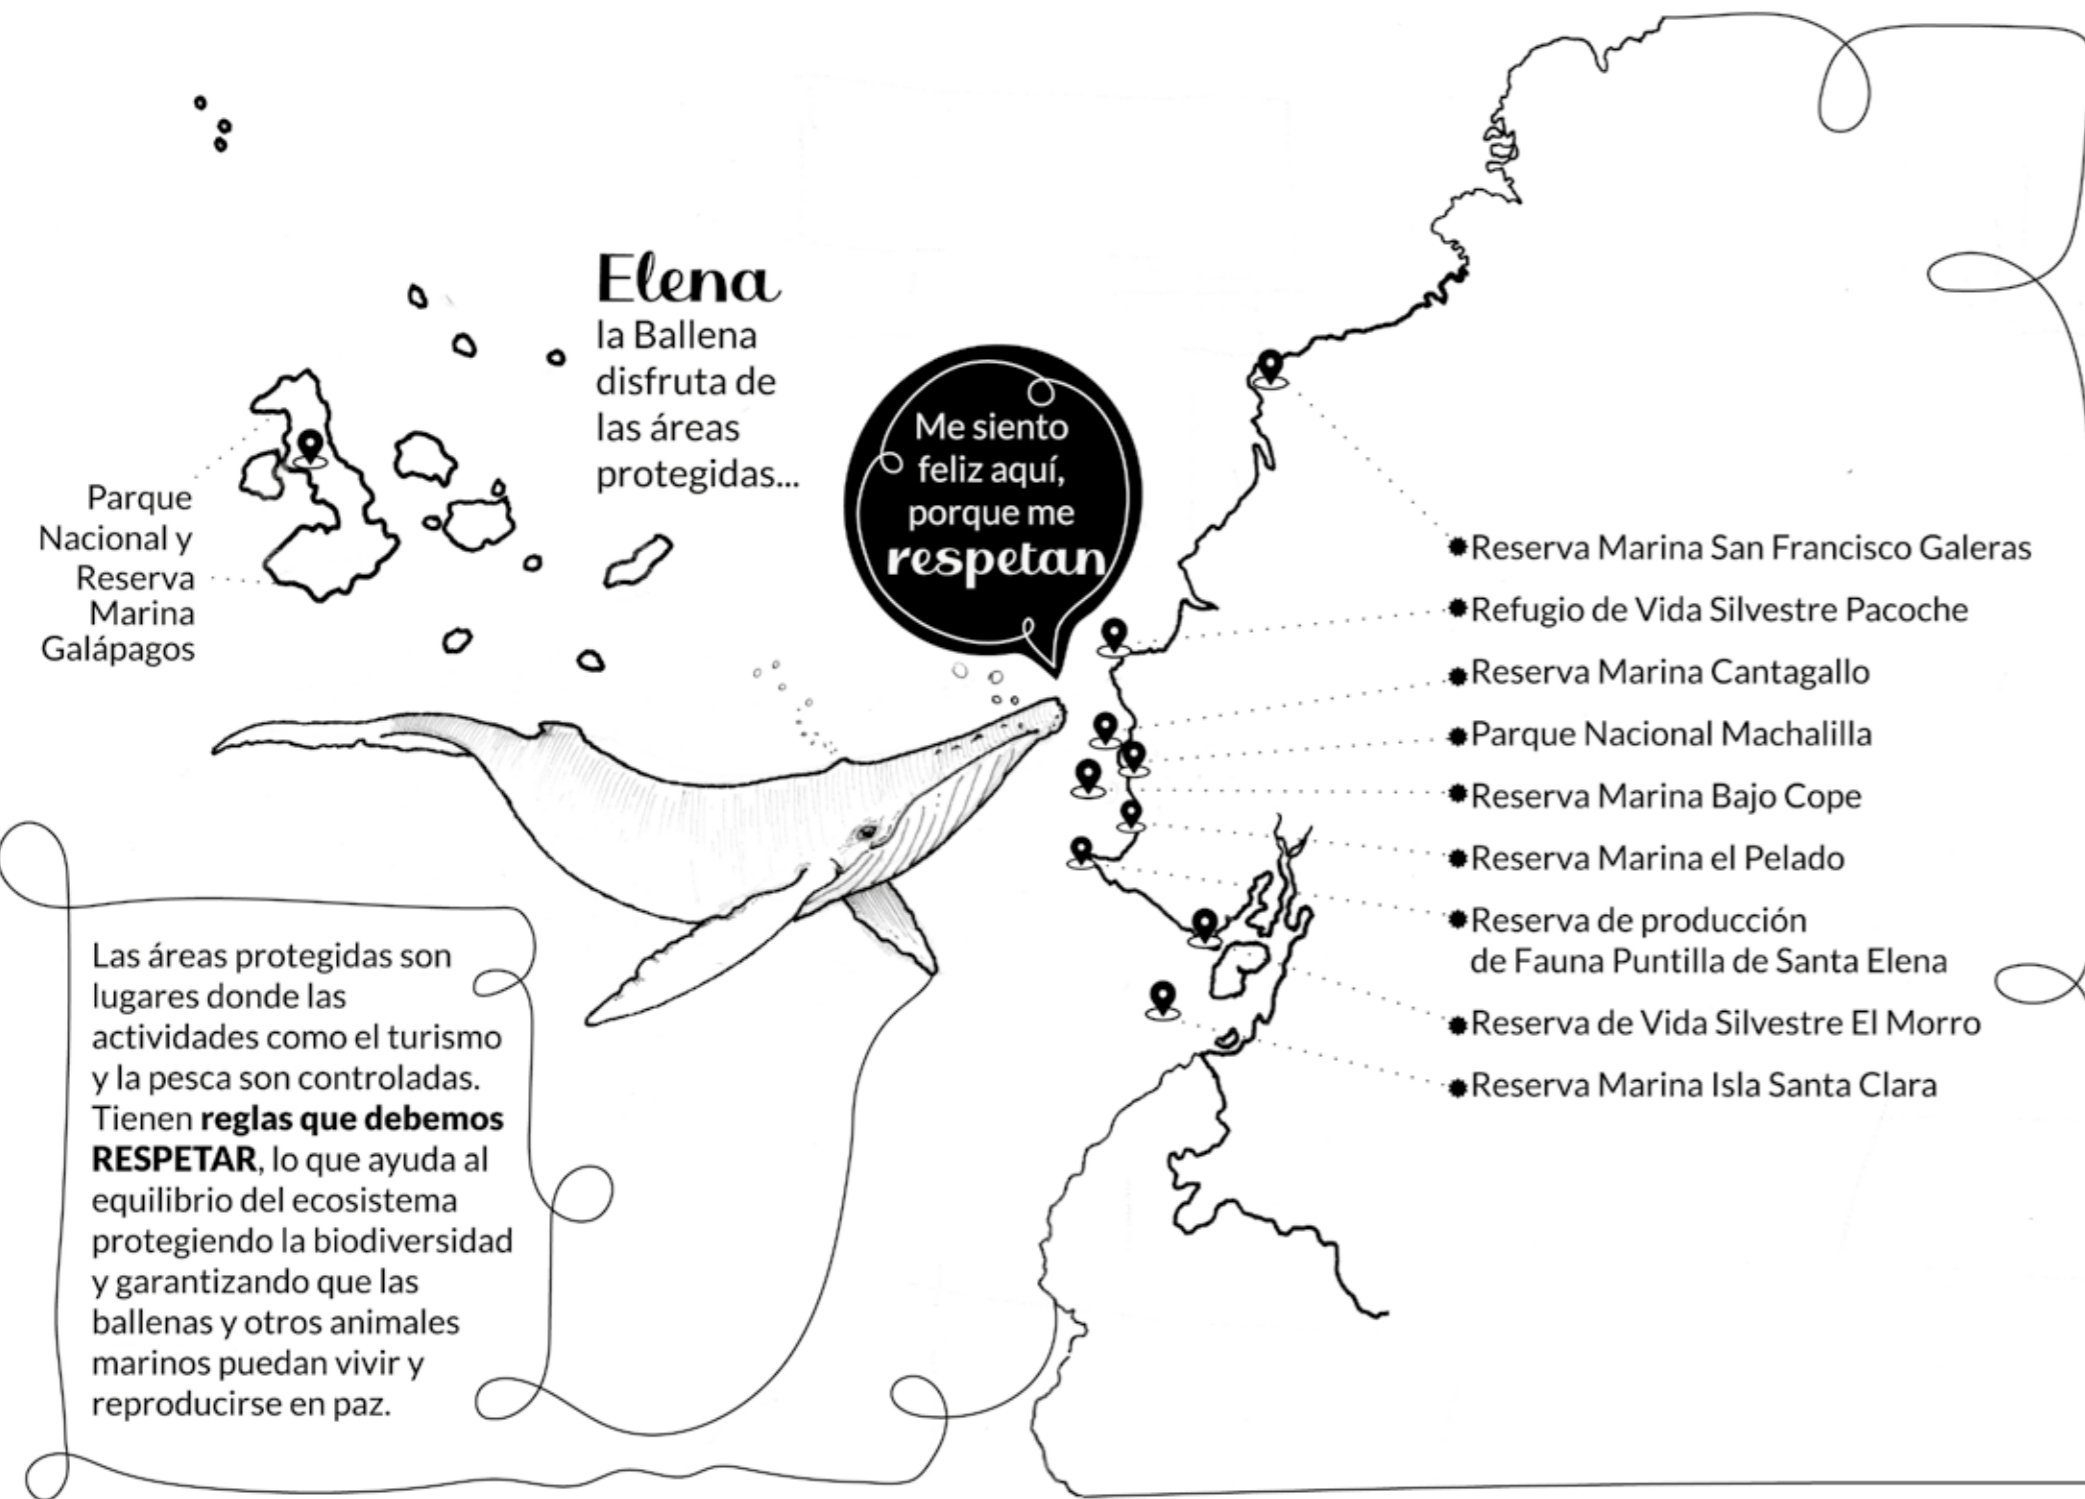 Elena
la Ballena
disfruta de
las áreas
protegidas...
Me siento
feliz aquí,
porque me
respetan
Parque
Nacional y
Reserva
Marina
Galápagos
Reserva Marina San Francisco Galeras
Refugio de Vida Silvestre Pacoche
Reserva Marina Cantagallo
Parque Nacional Machalilla
Reserva Marina Bajo Cope
Reserva Marina el Pelado
Reserva de producción
de Fauna Puntilla de Santa Elena
Reserva de Vida Silvestre El Morro
Reserva Marina Isla Santa Clara
Las áreas protegidas son
lugares donde las
actividades como el turismo
y la pesca son controladas.
Tienen reglas que debemos
RESPETAR, lo que ayuda al
equilibrio del ecosistema
protegiendo la biodiversidad
y garantizando que las
ballenas y otros animales
marinos puedan vivir y
reproducirse en paz.